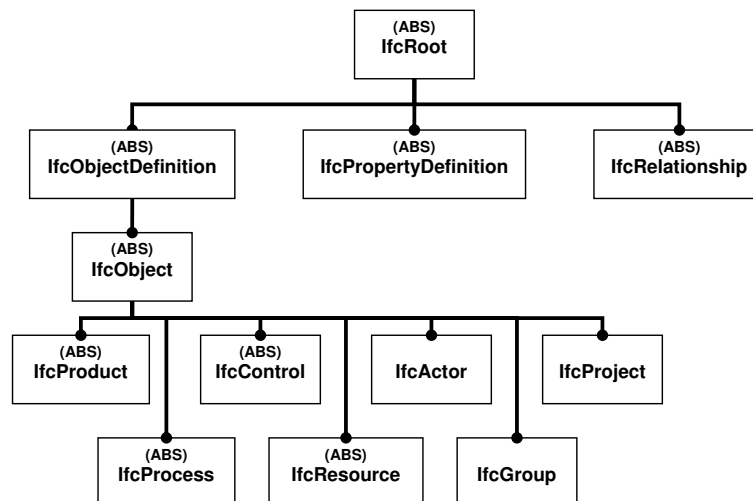 (ABS)
IfcRoot
(ABS)
IfcObjectDefinition
(ABS)
IfcPropertyDefinition
(ABS)
IfcRelationship
(ABS)
IfcObject
(ABS)
IfcProduct
(ABS)
IfcControl
IfcActor
IfcProject
(ABS)
IfcProcess
(ABS)
IfcResource
IfcGroup